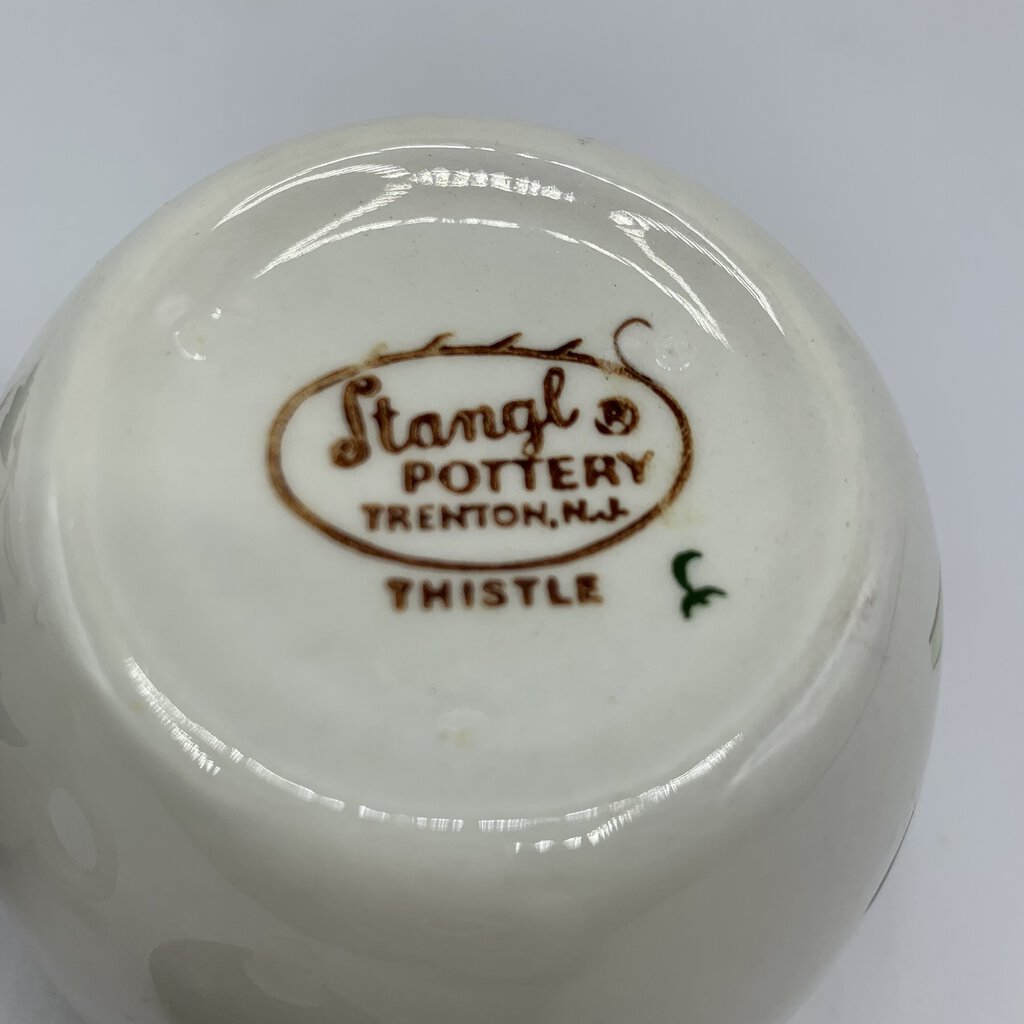 Stangl ®
POTTERY
TRENTON, N.J.
THISTLE